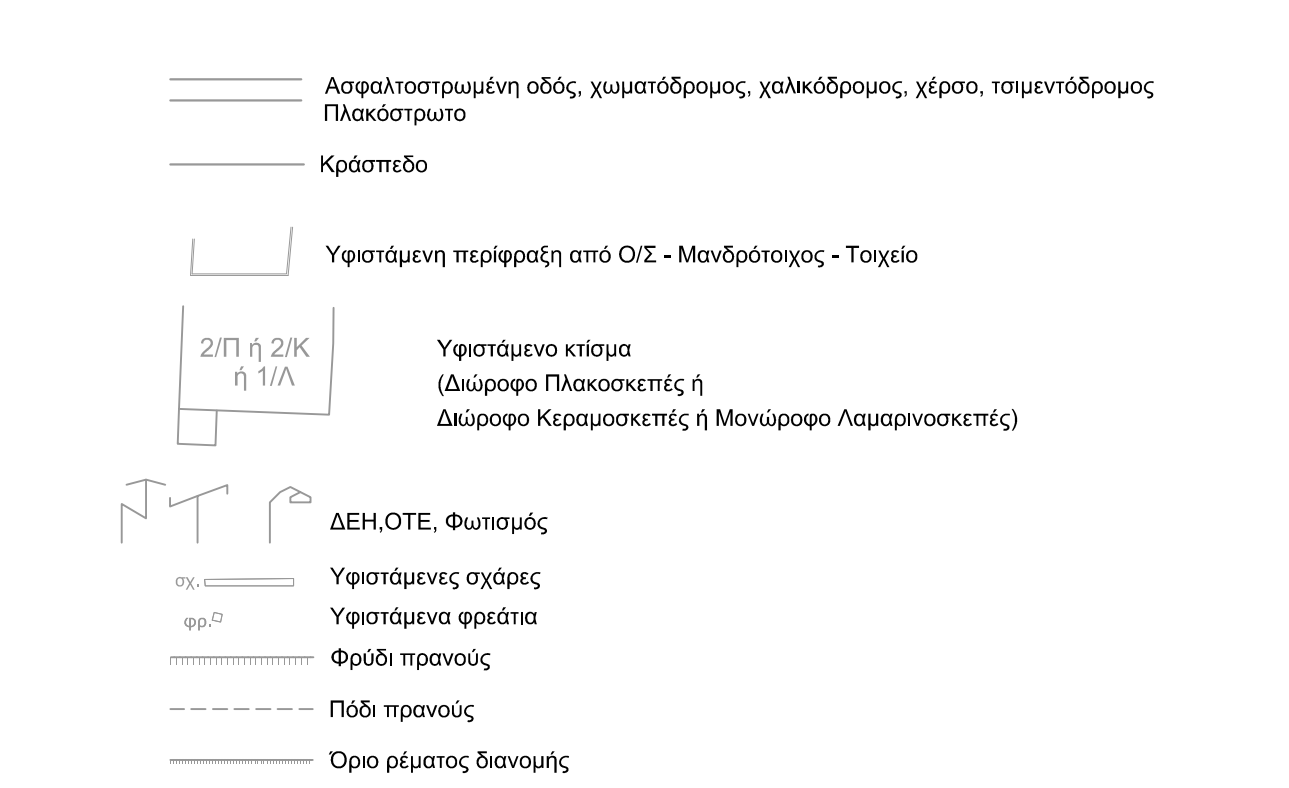 Ασφαλτοστρωμένη οδός, χωματόδρομος, χαλικόδρομος, χέρσο, τσιμεντόδρομος
Πλακόστρωτο
Κράσπεδο
Υφιστάμενη περίφραξη από Ο/Σ - Μανδρότοιχος - Τοιχείο
2/Π ή 2/Κ
ή 1/Λ
Υφιστάμενο κτίσμα
(Διώροφο Πλακοσκεπές ή
Διώροφο Κεραμοσκεπές ή Μονώροφο Λαμαρινοσκεπές)
ΔΕΗ,ΟΤΕ, Φωτισμός
σχ. Υφιστάμενες σχάρες
φρ. Υφιστάμενα φρεάτια
Φρύδι πρανούς
Πόδι πρανούς
Όριο ρέματος διανομής